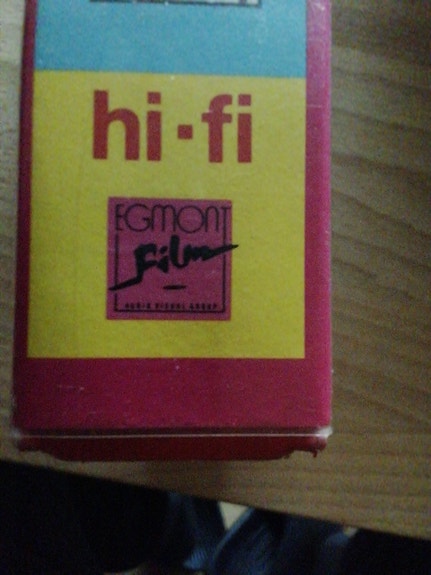 hi-fi
EGMONT
Film
AUDIO VISUAL GROUP